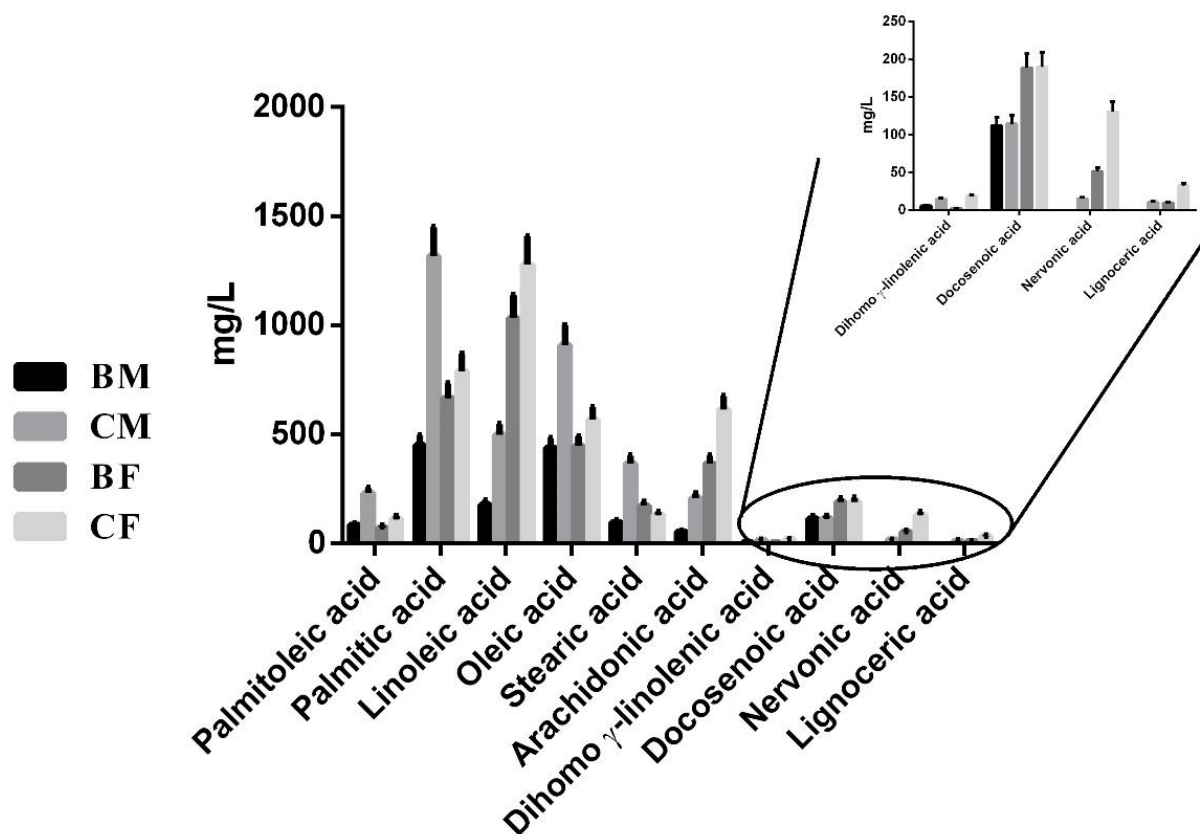 250
200
150
100
50
0
mg/L
Dihomo γ-linolenic acid
Docosenoic acid
Nervonic acid
Lignoceric acid
2000
1500
1000
500
0
mg/L
BM
CM
BF
CF
Palmitoleic acid
Palmitic acid
Linoleic acid
Oleic acid
Stearic acid
Arachidonic acid
Dihomo γ-linolenic acid
Docosenoic acid
Nervonic acid
Lignoceric acid